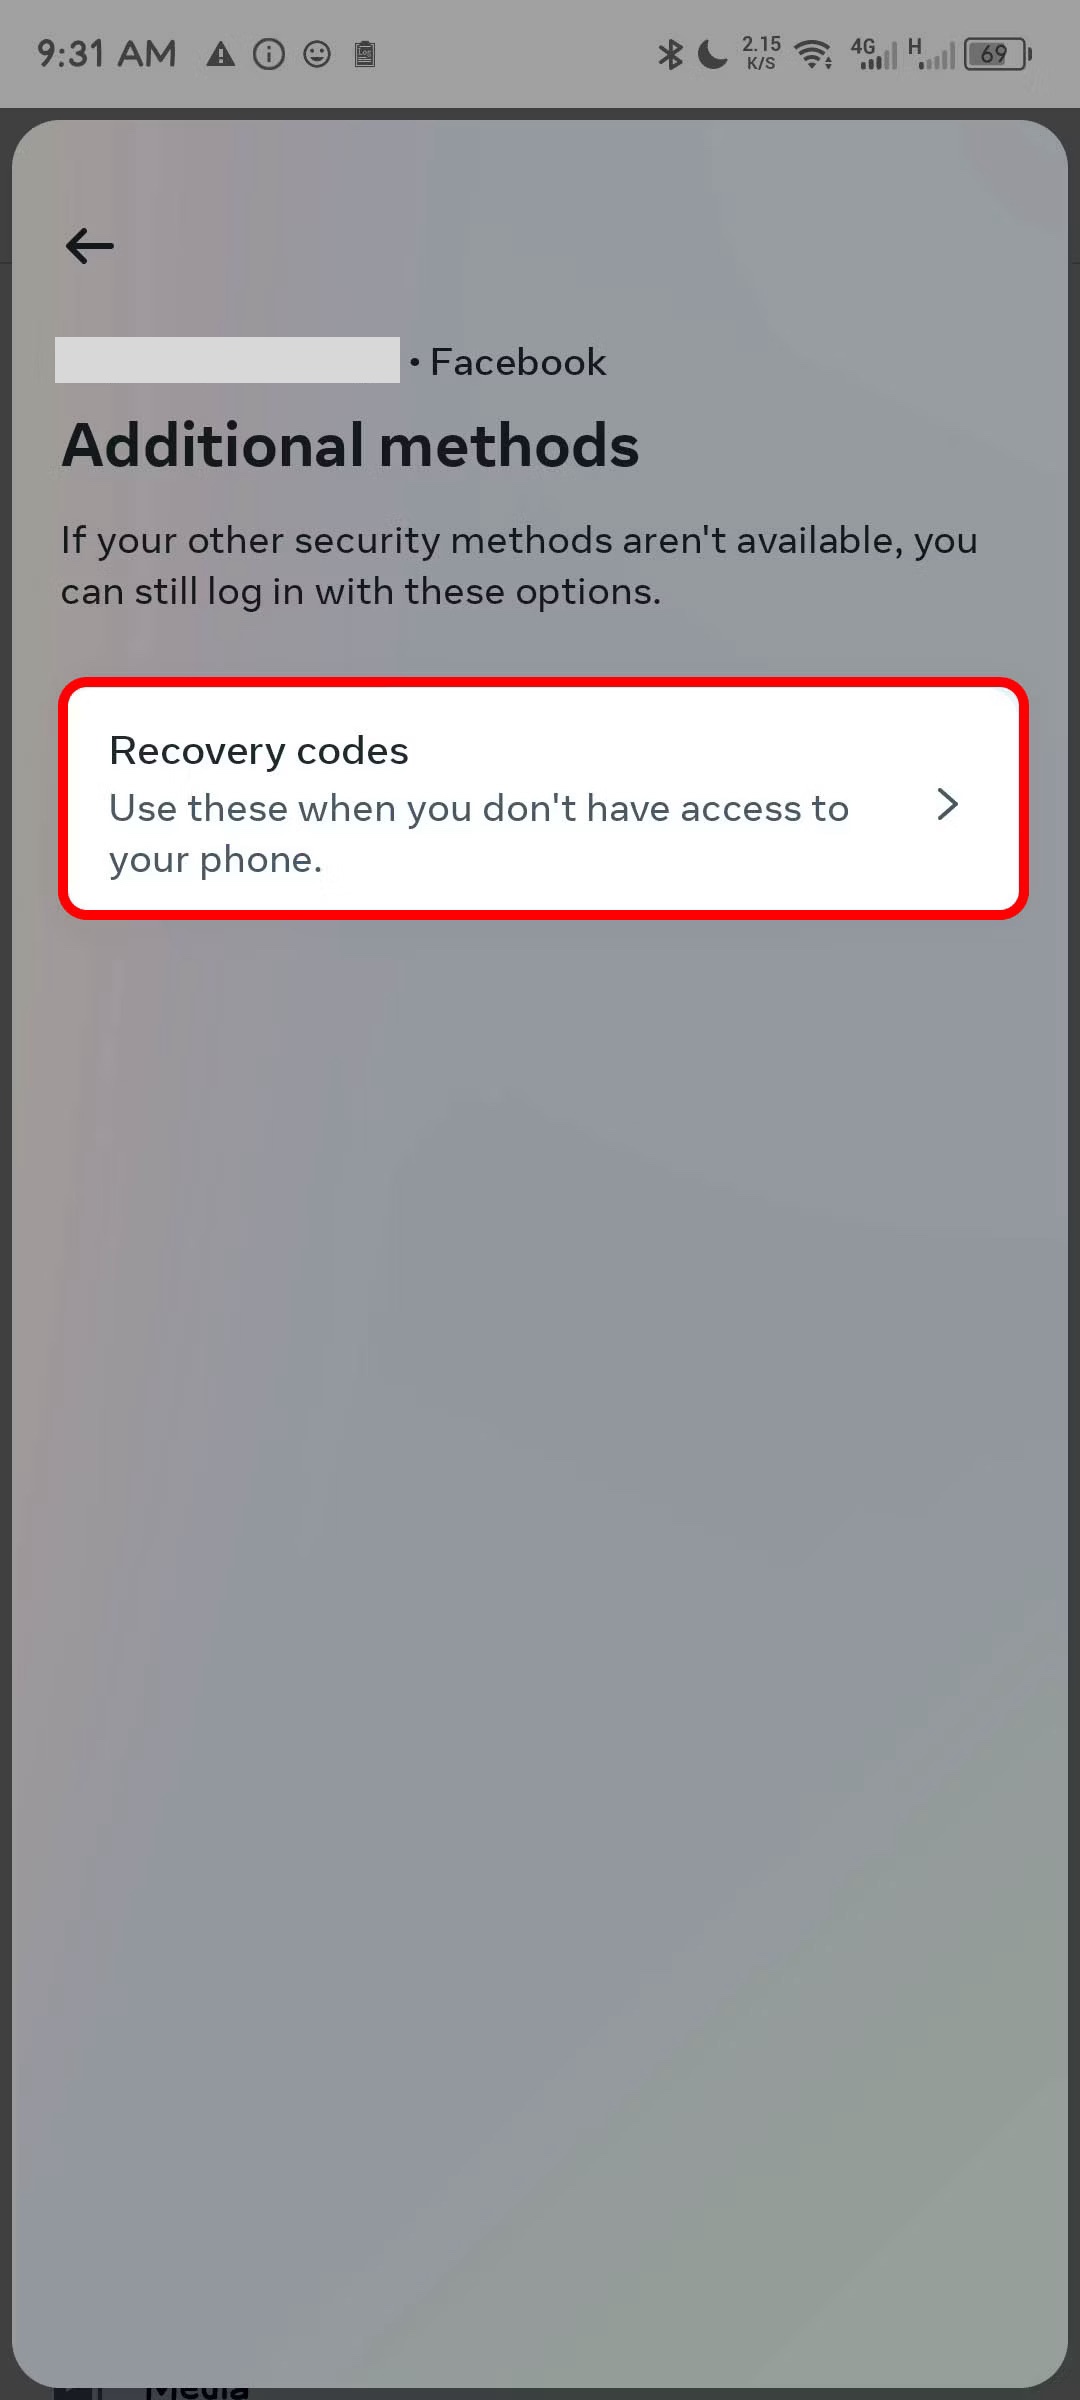 9:31 AM
2.15
K/S
4G
H
69
• Facebook
Additional methods
If your other security methods aren't available, you
can still log in with these options.
Recovery codes
Use these when you don't have access to
your phone.
Media